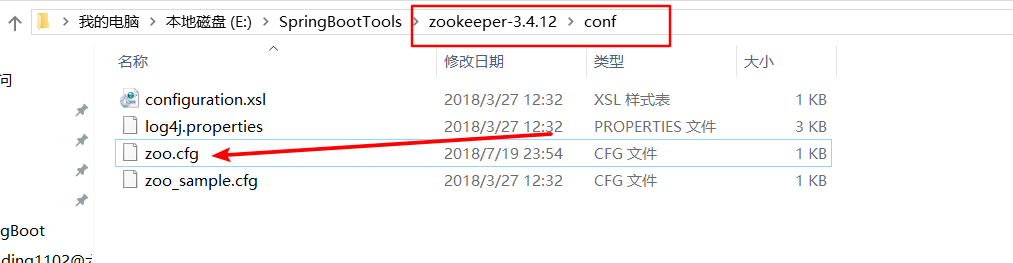 我的电脑 › 本地磁盘 (E:) › SpringBootTools › zookeeper-3.4.12 › conf
问
名称 修改日期 类型 大小
configuration.xsl 2018/3/27 12:32 XSL 样式表 1 KB
log4j.properties 2018/3/27 12:32 PROPERTIES 文件 3 KB
zoo.cfg 2018/7/19 23:54 CFG 文件 1 KB
zoo_sample.cfg 2018/3/27 12:32 CFG 文件 1 KB
gBoot
ding1102@